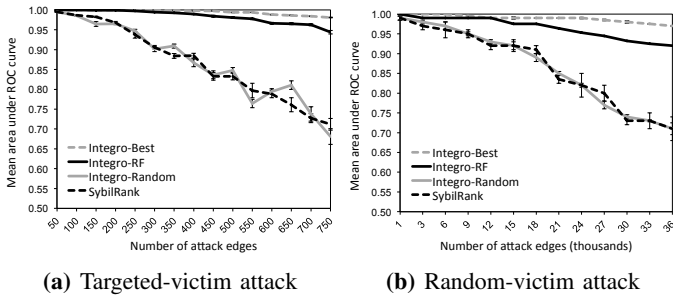 Mean area under ROC curve
1.00
0.95
0.90
0.85
0.80
0.75
0.70
0.65
0.60
0.55
0.50
Integro-Best
Integro-RF
Integro-Random
SybilRank
50 100 150 200 250 300 350 400 450 500 550 600 650 700 750
Number of attack edges
(a) Targeted-victim attack
Mean area under ROC curve
1.00
0.95
0.90
0.85
0.80
0.75
0.70
0.65
0.60
0.55
0.50
Integro-Best
Integro-RF
Integro-Random
SybilRank
1 3 6 9 12 15 18 21 24 27 30 33 36
Number of attack edges (thousands)
(b) Random-victim attack